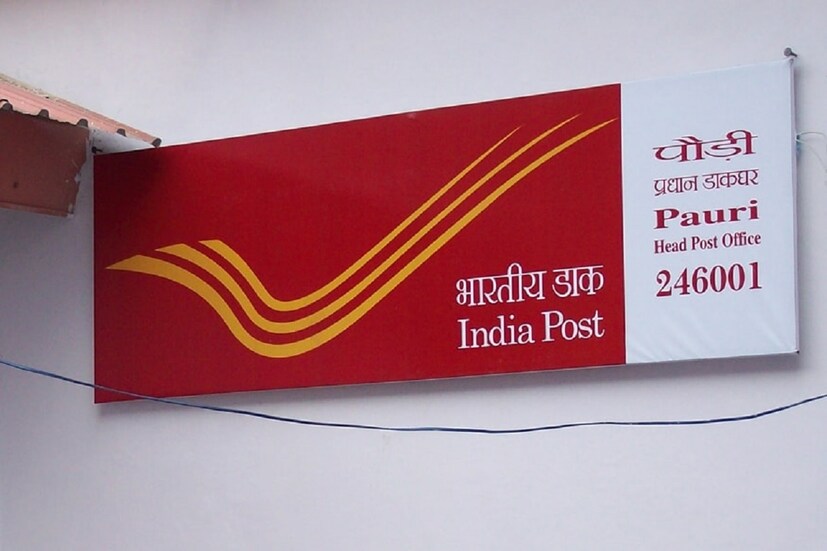 भारतीय डाक
India Post
पौड़ी
प्रधान डाकघर
Pauri
Head Post Office
246001